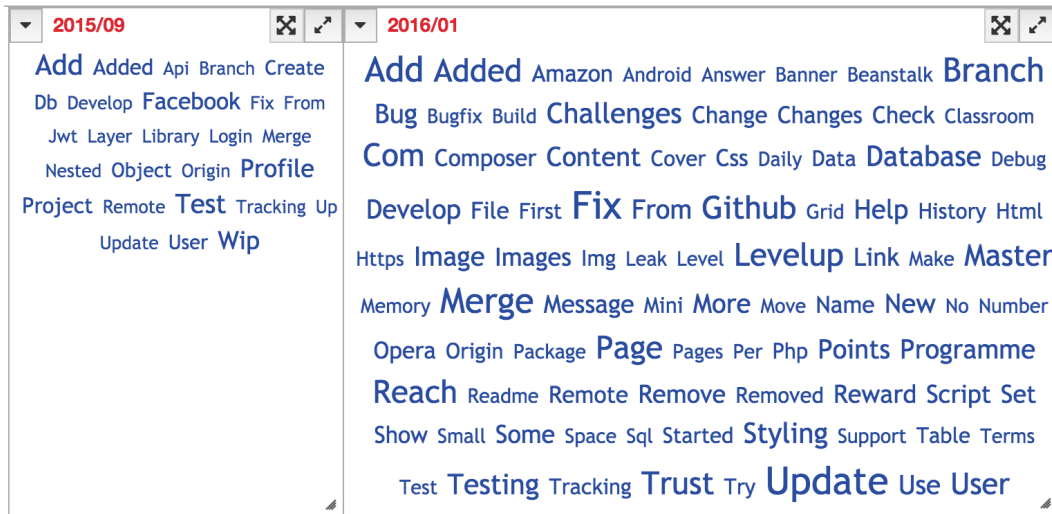 2015/09
Add Added Api Branch Create
Db Develop Facebook Fix From
Jwt Layer Library Login Merge
Nested Object Origin Profile
Project Remote Test Tracking Up
Update User Wip
2016/01
Add Added Amazon Android Answer Banner Beanstalk Branch
Bug Bugfix Build Challenges Change Changes Check Classroom
Com Composer Content Cover Css Daily Data Database Debug
Develop File First Fix From Github Grid Help History Html
Https Image Images Img Leak Level Levelup Link Make Master
Memory Merge Message Mini More Move Name New No Number
Opera Origin Package Page Pages Per Php Points Programme
Reach Readme Remote Remove Removed Reward Script Set
Show Small Some Space Sql Started Styling Support Table Terms
Test Testing Tracking Trust Try Update Use User